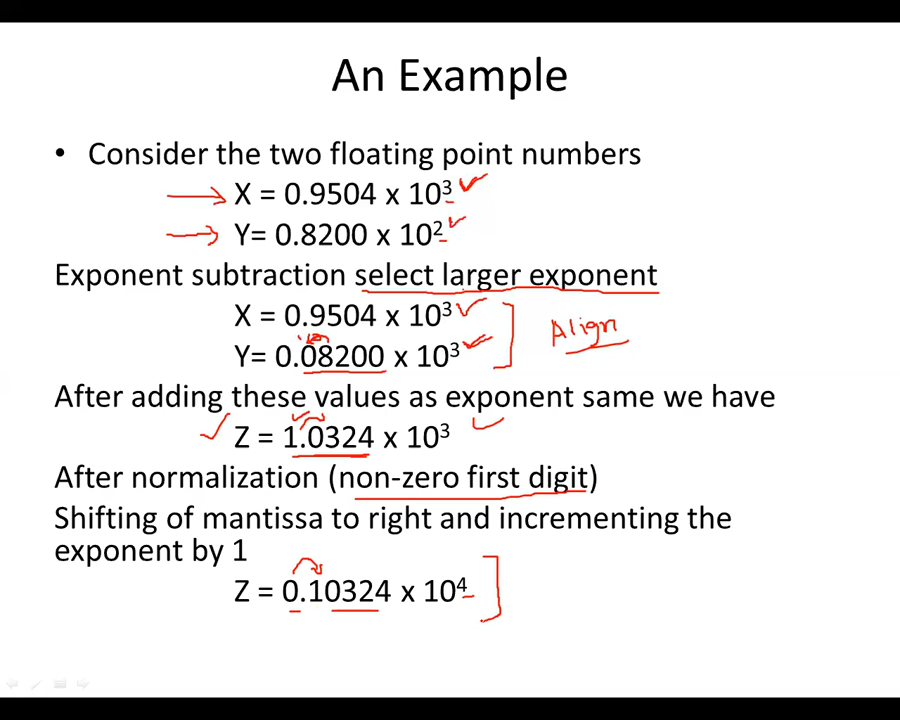 An Example
• Consider the two floating point numbers
X = 0.9504 x 10³
Y= 0.8200 x 10²
Exponent subtraction select larger exponent
X = 0.9504 x 10³
Y= 0.08200 x 10³
Align
After adding these values as exponent same we have
Z = 1.0324 x 10³
After normalization (non-zero first digit)
Shifting of mantissa to right and incrementing the
exponent by 1
Z = 0.10324 x 10⁴